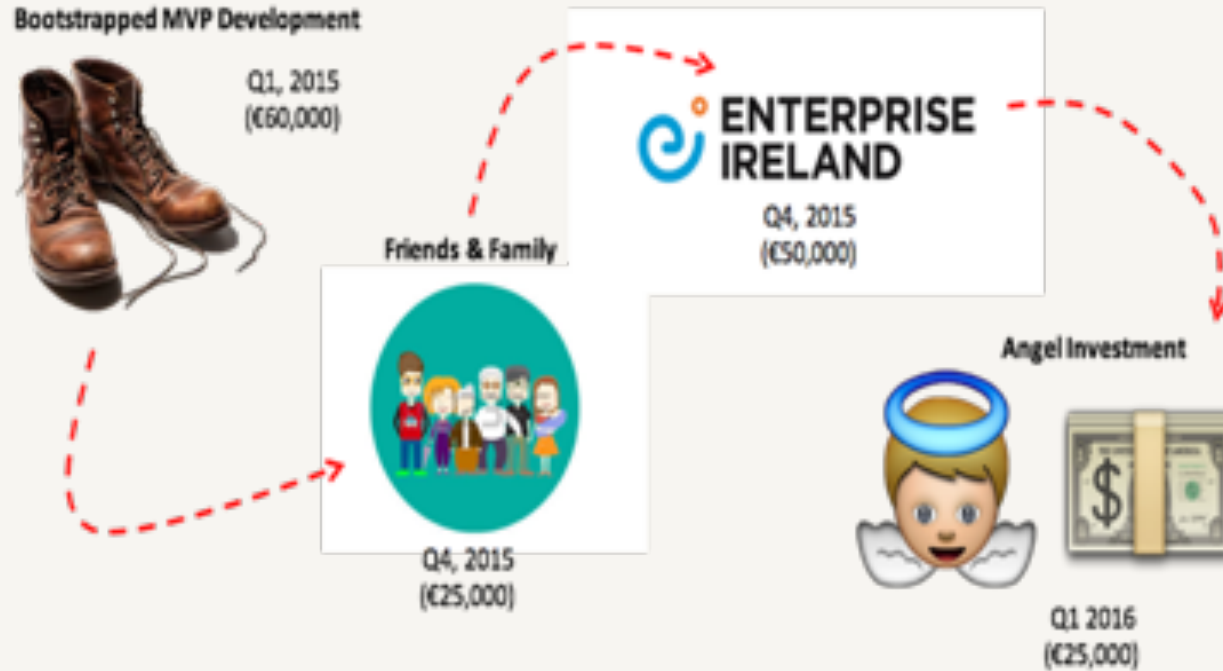 Bootstrapped MVP Development
Q1, 2015
(€60,000)
Friends & Family
Q4, 2015
(€25,000)
ENTERPRISE
IRELAND
Q4, 2015
(€50,000)
Angel Investment
$
Q1 2016
(€25,000)